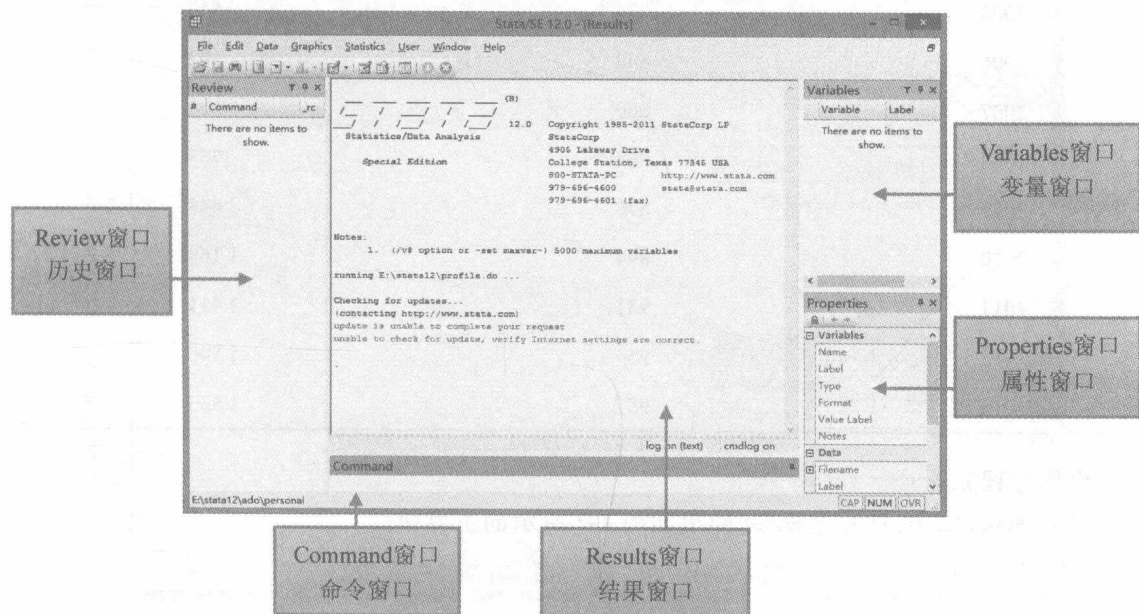 Stata/SE 12.0 - [Results]
File Edit Data Graphics Statistics User Window Help
Review
# Command _rc
There are no items to
show.
(R)
12.0 Copyright 1985-2011 StataCorp LP
Statistics/Data Analysis StataCorp
4905 Lakeway Drive
Special Edition College Station, Texas 77845 USA
800-STATA-PC http://www.stata.com
979-696-4600 stata@stata.com
979-696-4601 (fax)
Notes:
1. (/v# option or -set maxvar-) 5000 maximum variables
running E:\stata12\profile.do ...
Checking for updates...
(contacting http://www.stata.com)
update is unable to complete your request
unable to check for update, verify Internet settings are correct.
log on (text) cmdlog on
Command
E:\stata12\ado\personal
Variables
Variable Label
There are no items to
show.
Properties
Variables
Name
Label
Type
Format
Value Label
Notes
Data
Filename
Label
CAP NUM OVR
Review窗口
历史窗口
Variables窗口
变量窗口
Properties窗口
属性窗口
Command窗口
命令窗口
Results窗口
结果窗口